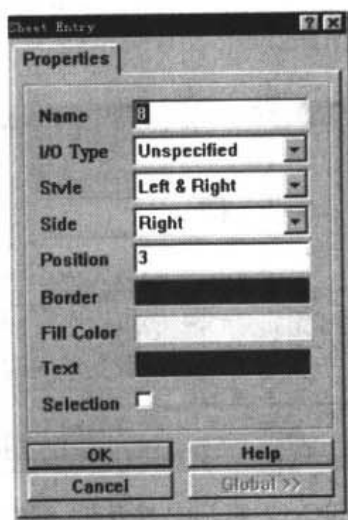 Sheet Entry
Properties
Name 8
I/O Type Unspecified
Style Left & Right
Side Right
Position 3
Border
Fill Color
Text
Selection
OK Help
Cancel Global >>